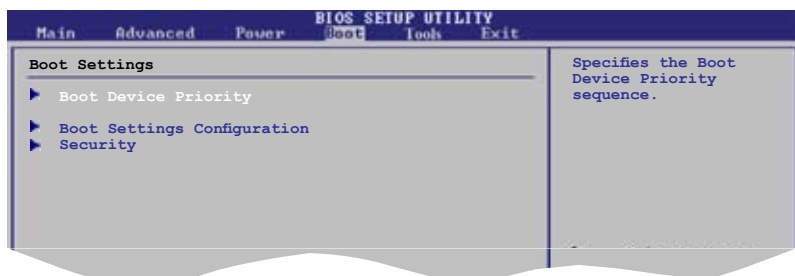 BIOS SETUP UTILITY
Main Advanced Power Boot Tools Exit
Boot Settings
Boot Device Priority
Boot Settings Configuration
Security
Specifies the Boot
Device Priority
sequence.